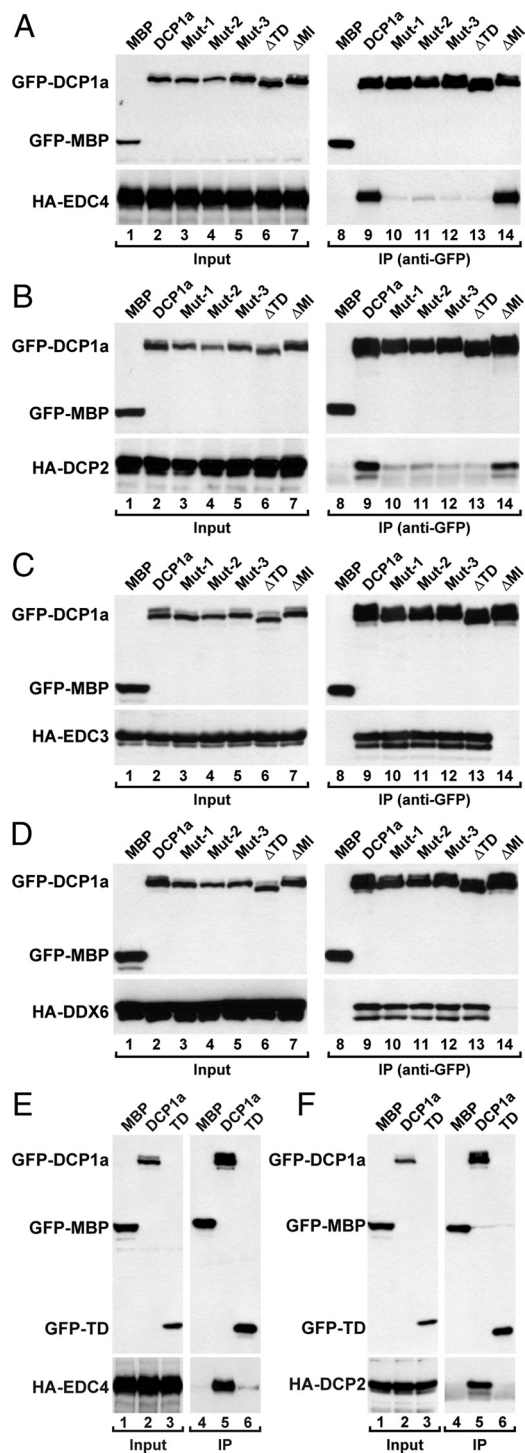 A
MBP DCP1a Mut-1 Mut-2 Mut-3 ΔTD ΔMI MBP DCP1a Mut-1 Mut-2 Mut-3 ΔTD ΔMI
GFP-DCP1a
GFP-MBP
HA-EDC4
1 2 3 4 5 6 7 8 9 10 11 12 13 14
Input IP (anti-GFP)
B
MBP DCP1a Mut-1 Mut-2 Mut-3 ΔTD ΔMI MBP DCP1a Mut-1 Mut-2 Mut-3 ΔTD ΔMI
GFP-DCP1a
GFP-MBP
HA-DCP2
1 2 3 4 5 6 7 8 9 10 11 12 13 14
Input IP (anti-GFP)
C
MBP DCP1a Mut-1 Mut-2 Mut-3 ΔTD ΔMI MBP DCP1a Mut-1 Mut-2 Mut-3 ΔTD ΔMI
GFP-DCP1a
GFP-MBP
HA-EDC3
1 2 3 4 5 6 7 8 9 10 11 12 13 14
Input IP (anti-GFP)
D
MBP DCP1a Mut-1 Mut-2 Mut-3 ΔTD ΔMI MBP DCP1a Mut-1 Mut-2 Mut-3 ΔTD ΔMI
GFP-DCP1a
GFP-MBP
HA-DDX6
1 2 3 4 5 6 7 8 9 10 11 12 13 14
Input IP (anti-GFP)
E
MBP DCP1a TD MBP DCP1a TD
GFP-DCP1a
GFP-MBP
GFP-TD
HA-EDC4
1 2 3 4 5 6
Input IP
F
MBP DCP1a TD MBP DCP1a TD
GFP-DCP1a
GFP-MBP
GFP-TD
HA-DCP2
1 2 3 4 5 6
Input IP